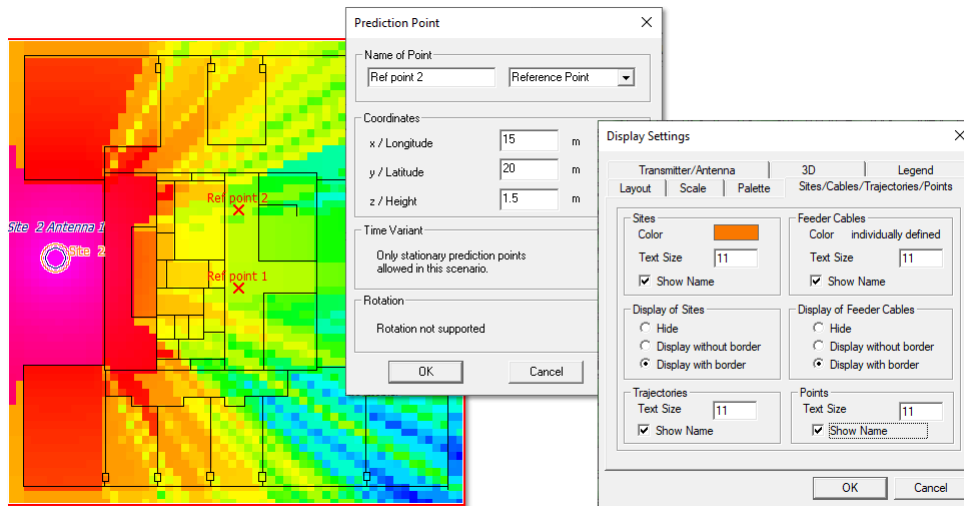 Prediction Point
Name of Point
Ref point 2
Reference Point
Coordinates
x / Longitude 15 m
y / Latitude 20 m
z / Height 1.5 m
Time Variant
Only stationary prediction points
allowed in this scenario.
Rotation
Rotation not supported
OK Cancel
Ref point 2
Site 2 Antenna 1
Site 2
Ref point 1
Display Settings
Transmitter/Antenna 3D Legend
Layout Scale Palette Sites/Cables/Trajectories/Points
Sites
Color
Text Size 11
Show Name
Feeder Cables
Color individually defined
Text Size 11
Show Name
Display of Sites
Hide
Display without border
Display with border
Display of Feeder Cables
Hide
Display without border
Display with border
Trajectories
Text Size 11
Show Name
Points
Text Size 11
Show Name
OK Cancel